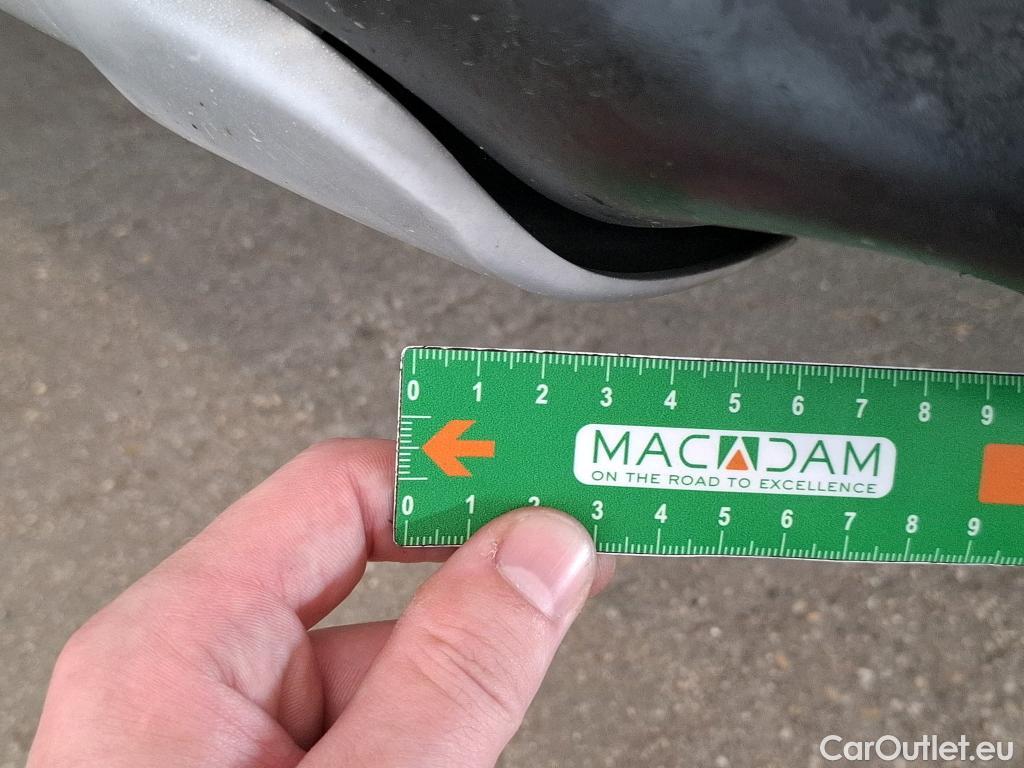 0 1 2 3 4 5 6 7 8 9
MACADAM
ON THE ROAD TO EXCELLENCE
0 1 2 3 4 5 6 7 8 9
CarOutlet.eu